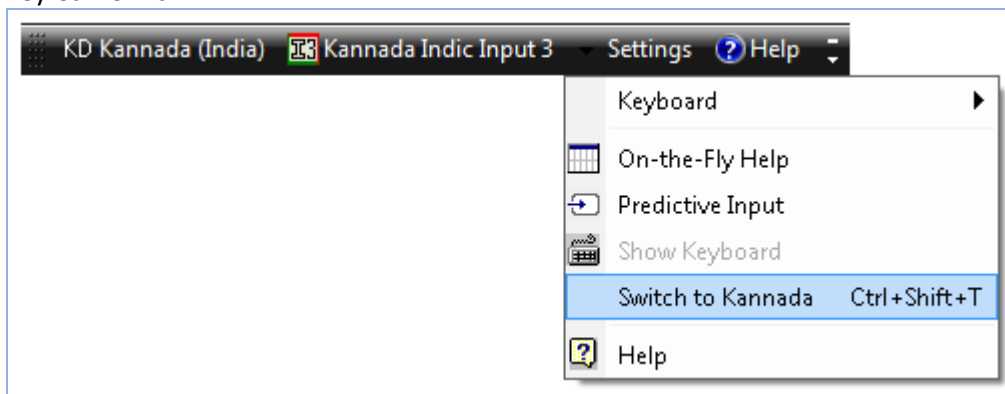 KD Kannada (India) Kannada Indic Input 3 Settings ? Help
Keyboard
On-the-Fly Help
Predictive Input
Show Keyboard
Switch to Kannada Ctrl+Shift+T
Help